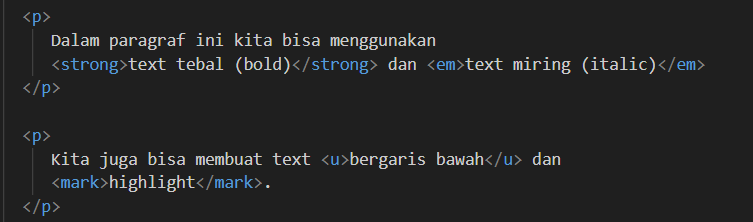 <p>
Dalam paragraf ini kita bisa menggunakan
<strong>text tebal (bold)</strong> dan <em>text miring (italic)</em>
</p>
<p>
Kita juga bisa membuat text <u>bergaris bawah</u> dan
<mark>highlight</mark>.
</p>